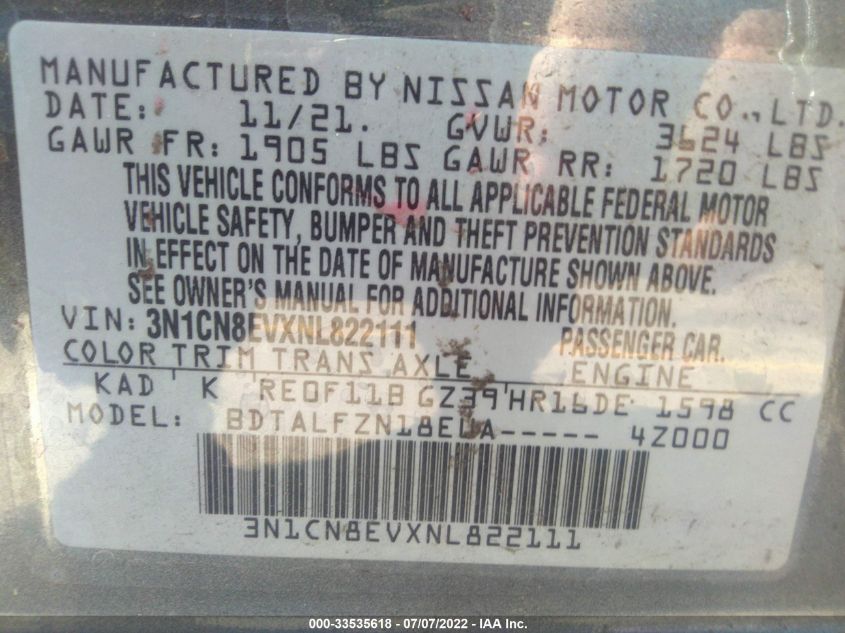 MANUFACTURED BY NISSAN MOTOR CO., LTD.
DATE: 11/21. GVWR: 3624 LBS
GAWR FR: 1905 LBS GAWR RR: 1720 LBS
THIS VEHICLE CONFORMS TO ALL APPLICABLE FEDERAL MOTOR
VEHICLE SAFETY, BUMPER AND THEFT PREVENTION STANDARDS
IN EFFECT ON THE DATE OF MANUFACTURE SHOWN ABOVE.
SEE OWNER'S MANUAL FOR ADDITIONAL INFORMATION.
VIN: 3N1CN8EVXNL822111 PASSENGER CAR.
COLOR TRIM TRANS AXLE ENGINE
KAD K RE0F11B GZ39 HR16DE 1598 CC
MODEL: BDTALFZN18EUA----- 4Z000
3N1CN8EVXNL822111
000-33535618 - 07/07/2022 - © IAA Inc.